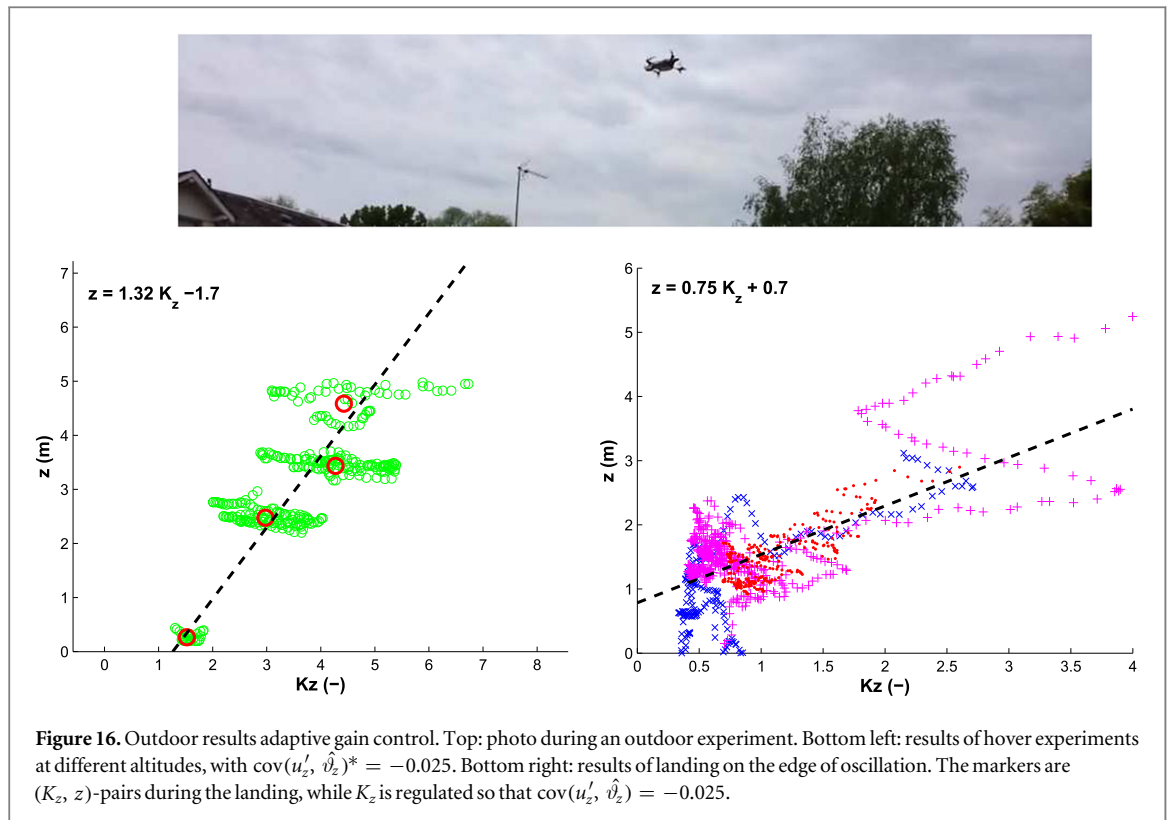 z = 1.32 K_z −1.7
7
6
5
4
3
2
1
0
z (m)
0 1 2 3 4 5 6 7 8
Kz (−)
z = 0.75 K_z + 0.7
6
5
4
3
2
1
0
z (m)
0 0.5 1 1.5 2 2.5 3 3.5 4
Kz (−)
Figure 16. Outdoor results adaptive gain control. Top: photo during an outdoor experiment. Bottom left: results of hover experiments
at different altitudes, with cov(u′_z, ϑ̂_z)* = −0.025. Bottom right: results of landing on the edge of oscillation. The markers are
(K_z, z)-pairs during the landing, while K_z is regulated so that cov(u′_z, ϑ̂_z) = −0.025.